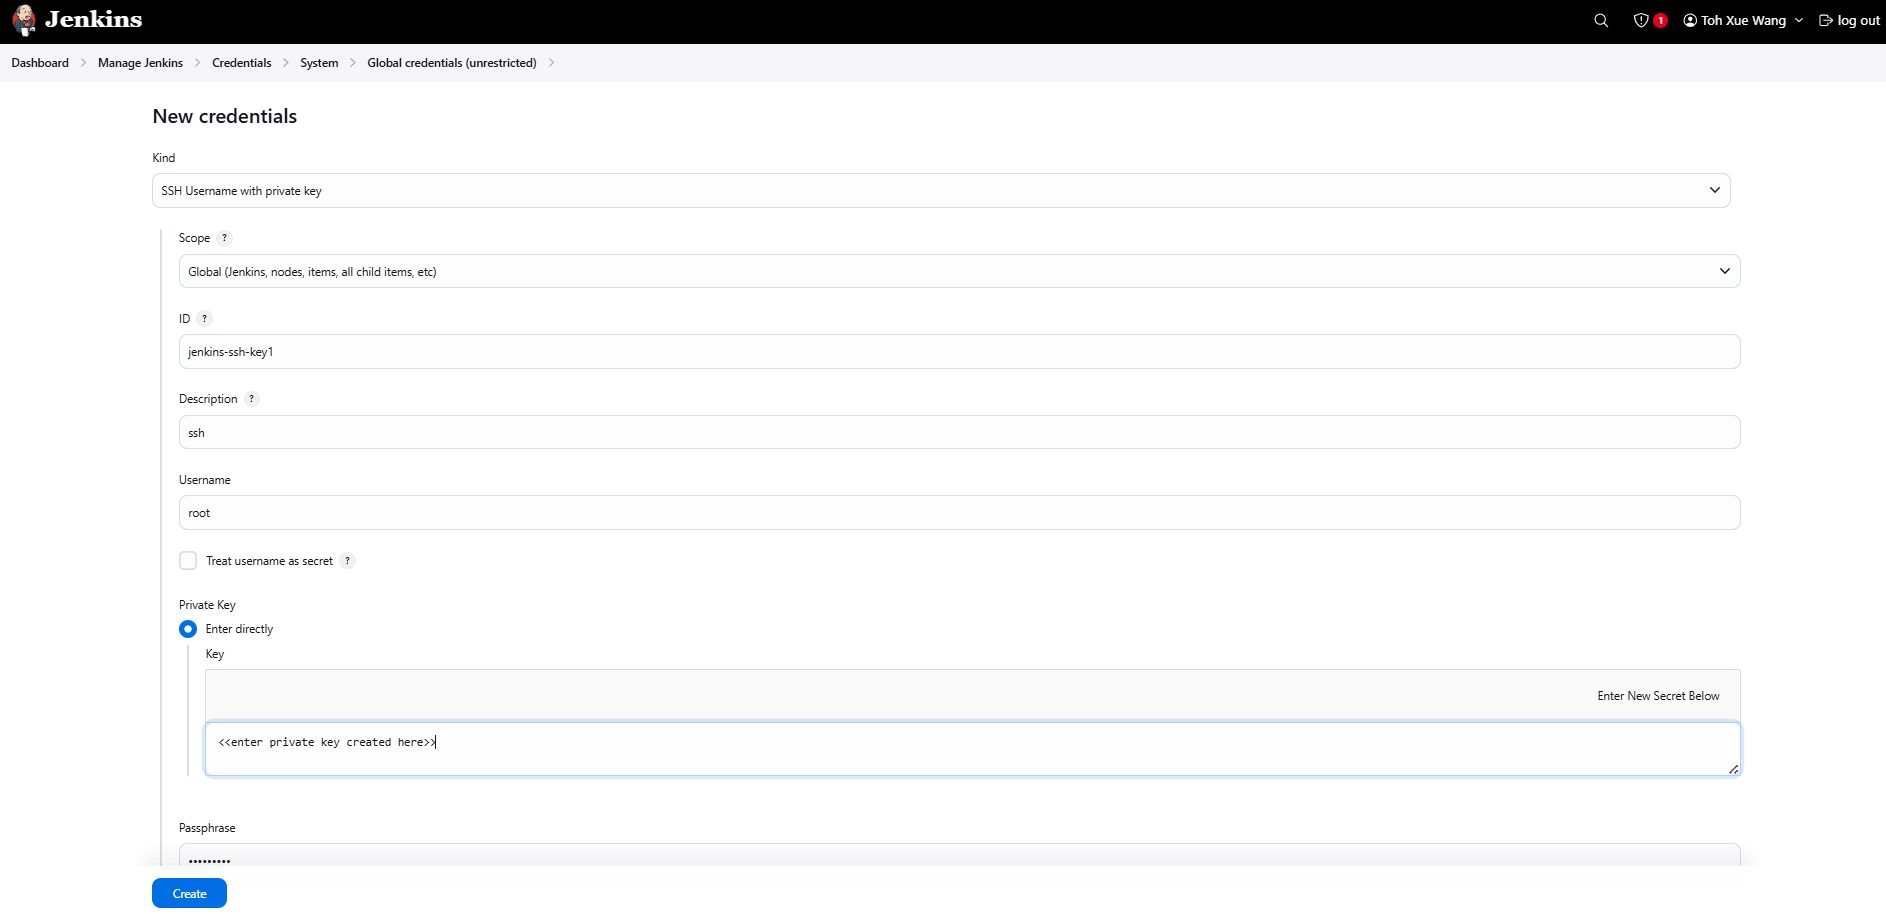 Jenkins
1 Toh Xue Wang log out
Dashboard Manage Jenkins Credentials System Global credentials (unrestricted)
New credentials
Kind
SSH Username with private key
Scope ?
Global (Jenkins, nodes, items, all child items, etc)
ID ?
jenkins-ssh-key1
Description ?
ssh
Username
root
Treat username as secret ?
Private Key
Enter directly
Key
Enter New Secret Below
<<enter private key created here>>
Passphrase
•••••••••
Create